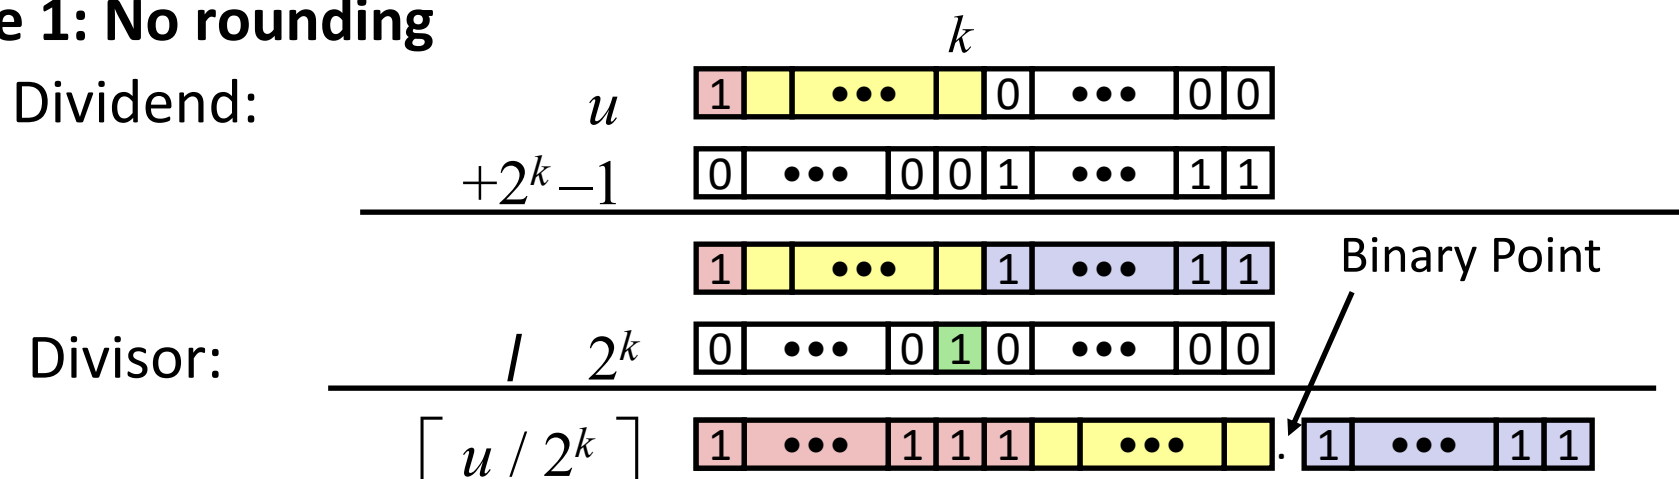 e 1: No rounding
k
Dividend: u 1 ••• 0 ••• 0 0
+2ᵏ –1 0 ••• 0 0 1 ••• 1 1
1 ••• 1 ••• 1 1
Binary Point
Divisor: / 2ᵏ 0 ••• 0 1 0 ••• 0 0
⌈ u / 2ᵏ ⌉ 1 ••• 1 1 1 ••• . 1 ••• 1 1